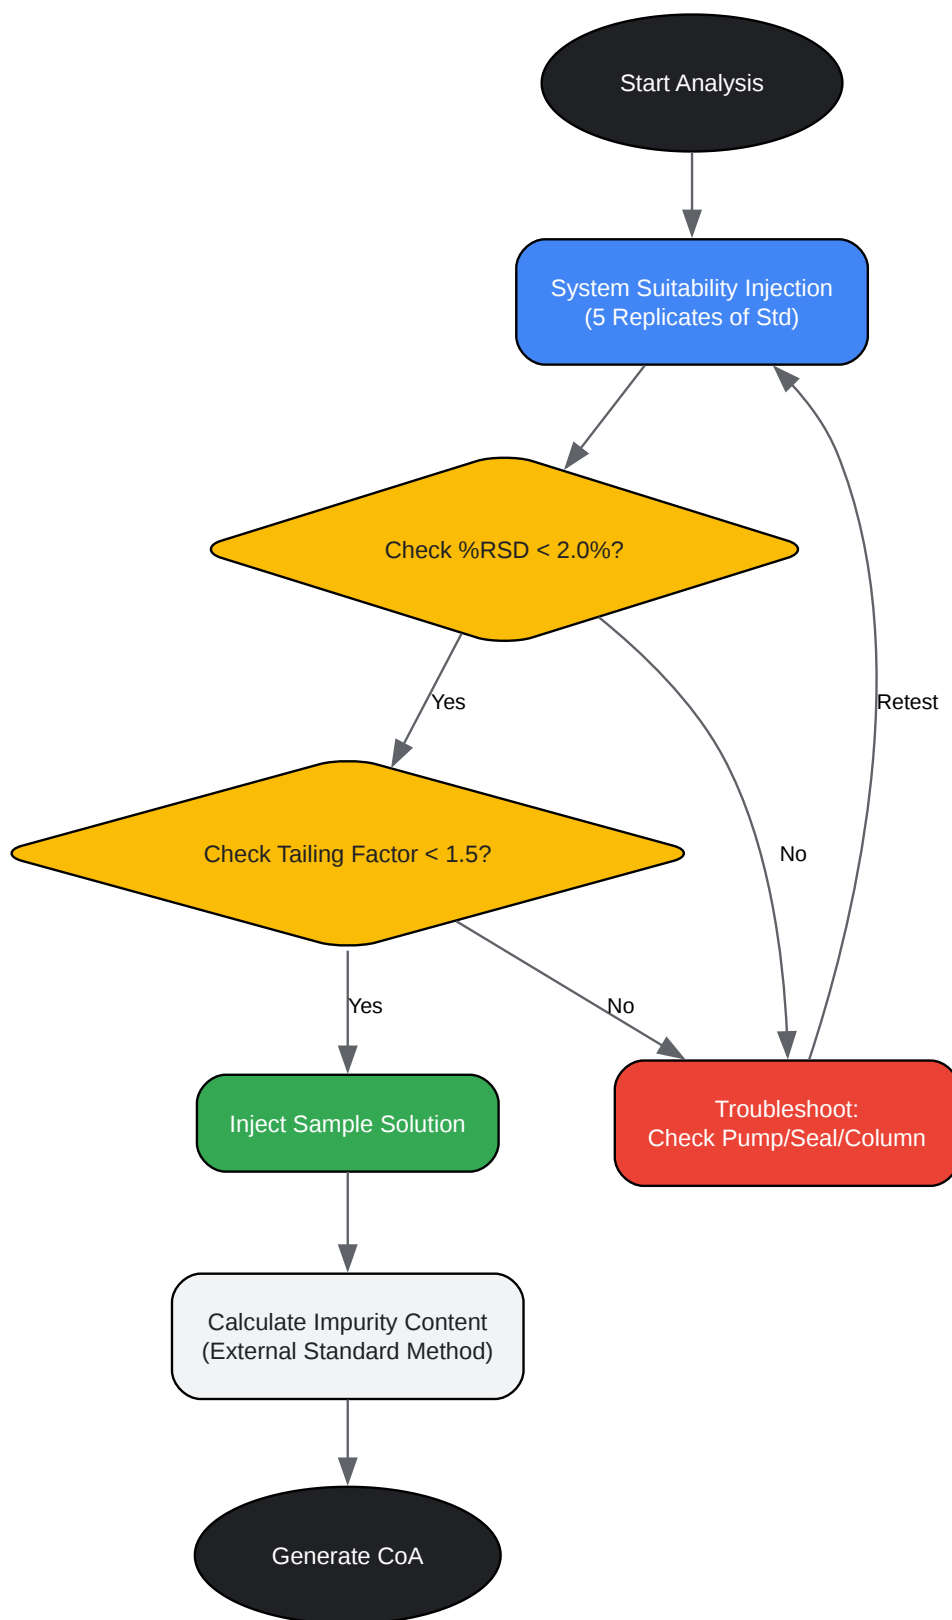 Start Analysis
System Suitability Injection
(5 Replicates of Std)
Check %RSD < 2.0%?
Yes
Retest
Check Tailing Factor < 1.5?
No
Yes
No
Inject Sample Solution
Troubleshoot:
Check Pump/Seal/Column
Calculate Impurity Content
(External Standard Method)
Generate CoA